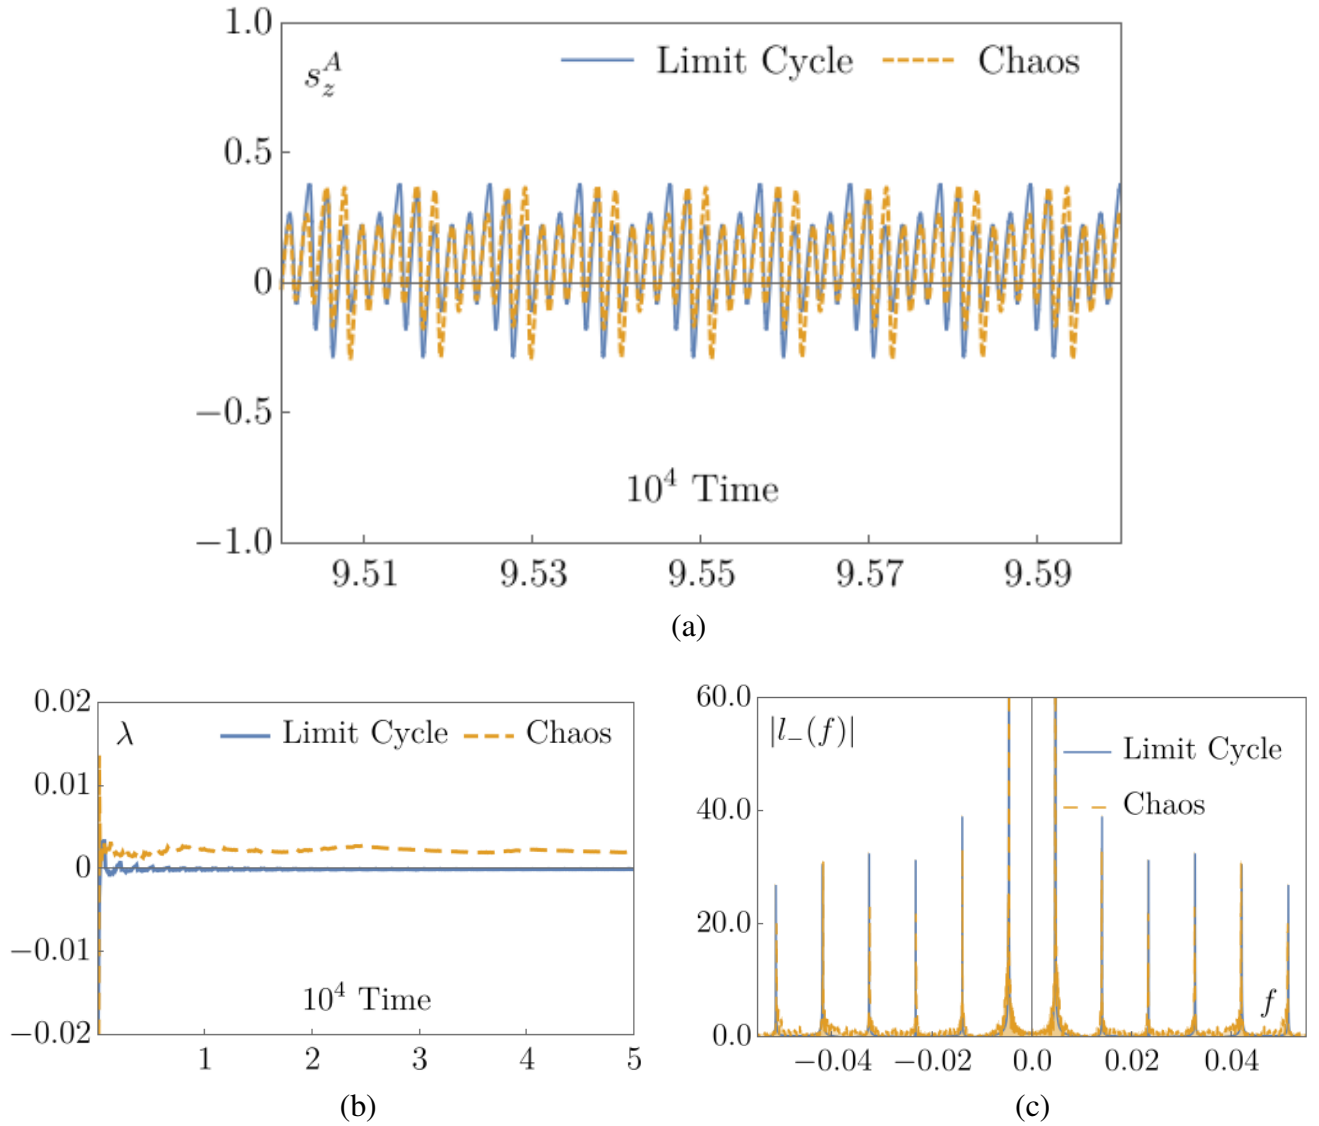 1.0
s_z^A
Limit Cycle
Chaos
0.5
0
−0.5
10^4 Time
−1.0
9.51 9.53 9.55 9.57 9.59
(a)
0.02
λ
Limit Cycle
Chaos
0.01
0
−0.01
10^4 Time
−0.02
1 2 3 4 5
(b)
60.0
|l_−(f)|
Limit Cycle
Chaos
40.0
20.0
f
0.0
−0.04 −0.02 0.0 0.02 0.04
(c)